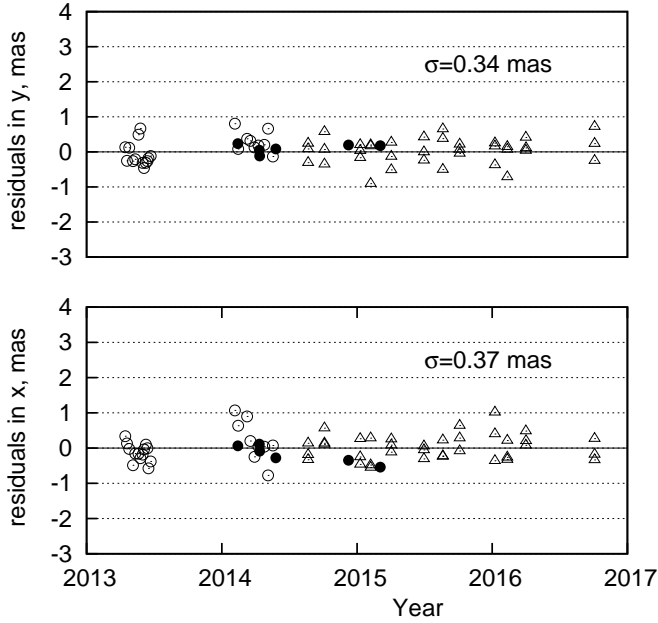 4
3
2
1
0
-1
-2
-3
residuals in y, mas
σ=0.34 mas
4
3
2
1
0
-1
-2
-3
residuals in x, mas
σ=0.37 mas
2013 2014 2015 2016 2017
Year